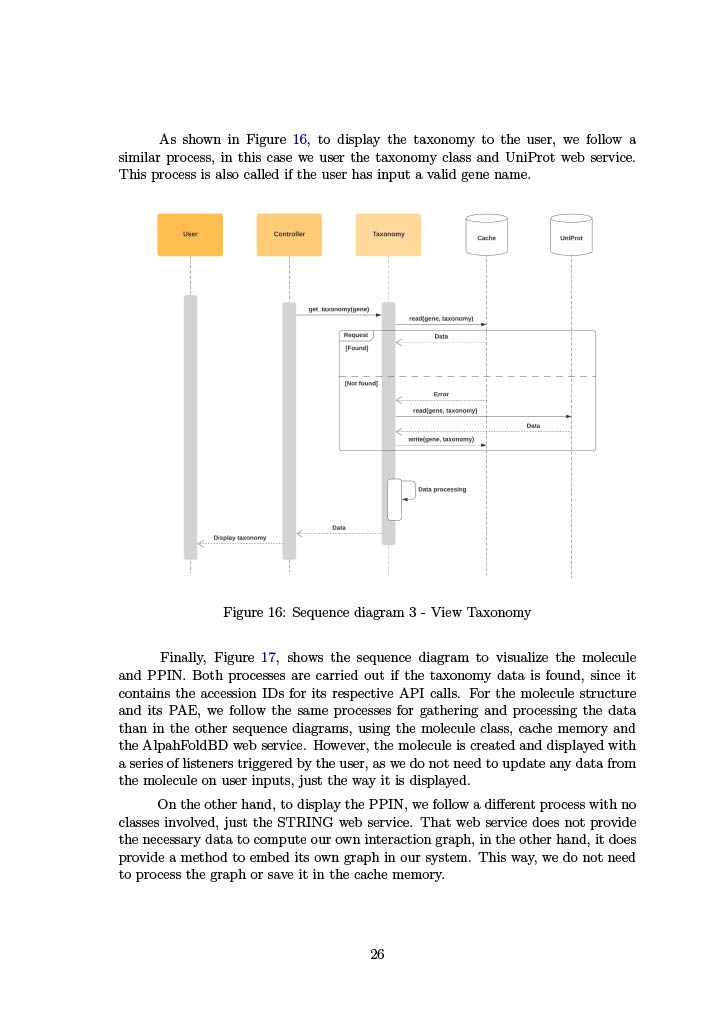 As shown in Figure 16, to display the taxonomy to the user, we follow a
similar process, in this case we user the taxonomy class and UniProt web service.
This process is also called if the user has input a valid gene name.
User
Controller
Taxonomy
Cache
UniProt
get_taxonomy(gene)
read(gene, taxonomy)
Request
Data
[Found]
[Not found]
Error
read(gene, taxonomy)
Data
write(gene, taxonomy)
Data processing
Data
Display taxonomy
Figure 16: Sequence diagram 3 - View Taxonomy
Finally, Figure 17, shows the sequence diagram to visualize the molecule
and PPIN. Both processes are carried out if the taxonomy data is found, since it
contains the accession IDs for its respective API calls. For the molecule structure
and its PAE, we follow the same processes for gathering and processing the data
than in the other sequence diagrams, using the molecule class, cache memory and
the AlpahFoldBD web service. However, the molecule is created and displayed with
a series of listeners triggered by the user, as we do not need to update any data from
the molecule on user inputs, just the way it is displayed.
On the other hand, to display the PPIN, we follow a different process with no
classes involved, just the STRING web service. That web service does not provide
the necessary data to compute our own interaction graph, in the other hand, it does
provide a method to embed its own graph in our system. This way, we do not need
to process the graph or save it in the cache memory.
26